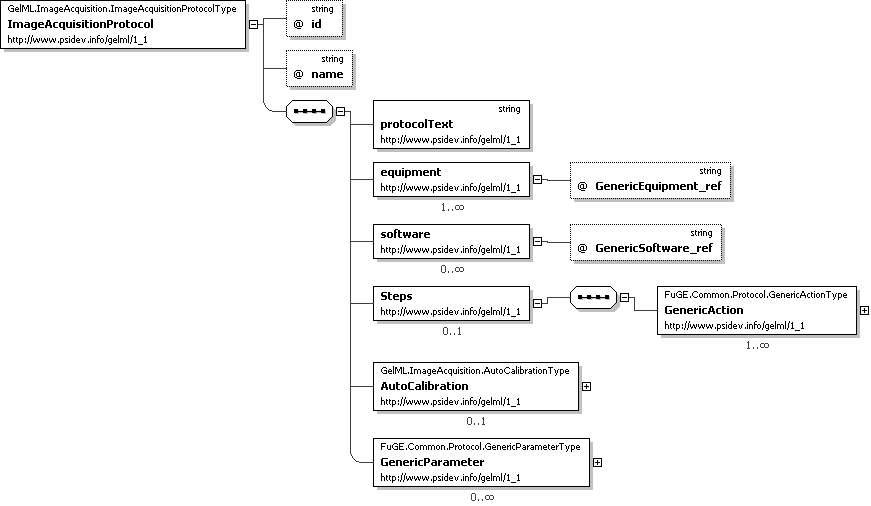 GelML.ImageAcquisition.ImageAcquisitionProtocolType
ImageAcquisitionProtocol
http://www.psidev.info/gelml/1_1
string
@ id
string
@ name
string
protocolText
http://www.psidev.info/gelml/1_1
equipment
http://www.psidev.info/gelml/1_1
1..∞
string
@ GenericEquipment_ref
software
http://www.psidev.info/gelml/1_1
0..∞
string
@ GenericSoftware_ref
Steps
http://www.psidev.info/gelml/1_1
0..1
FuGE.Common.Protocol.GenericActionType
GenericAction
http://www.psidev.info/gelml/1_1
1..∞
GelML.ImageAcquisition.AutoCalibrationType
AutoCalibration
http://www.psidev.info/gelml/1_1
0..1
FuGE.Common.Protocol.GenericParameterType
GenericParameter
http://www.psidev.info/gelml/1_1
0..∞